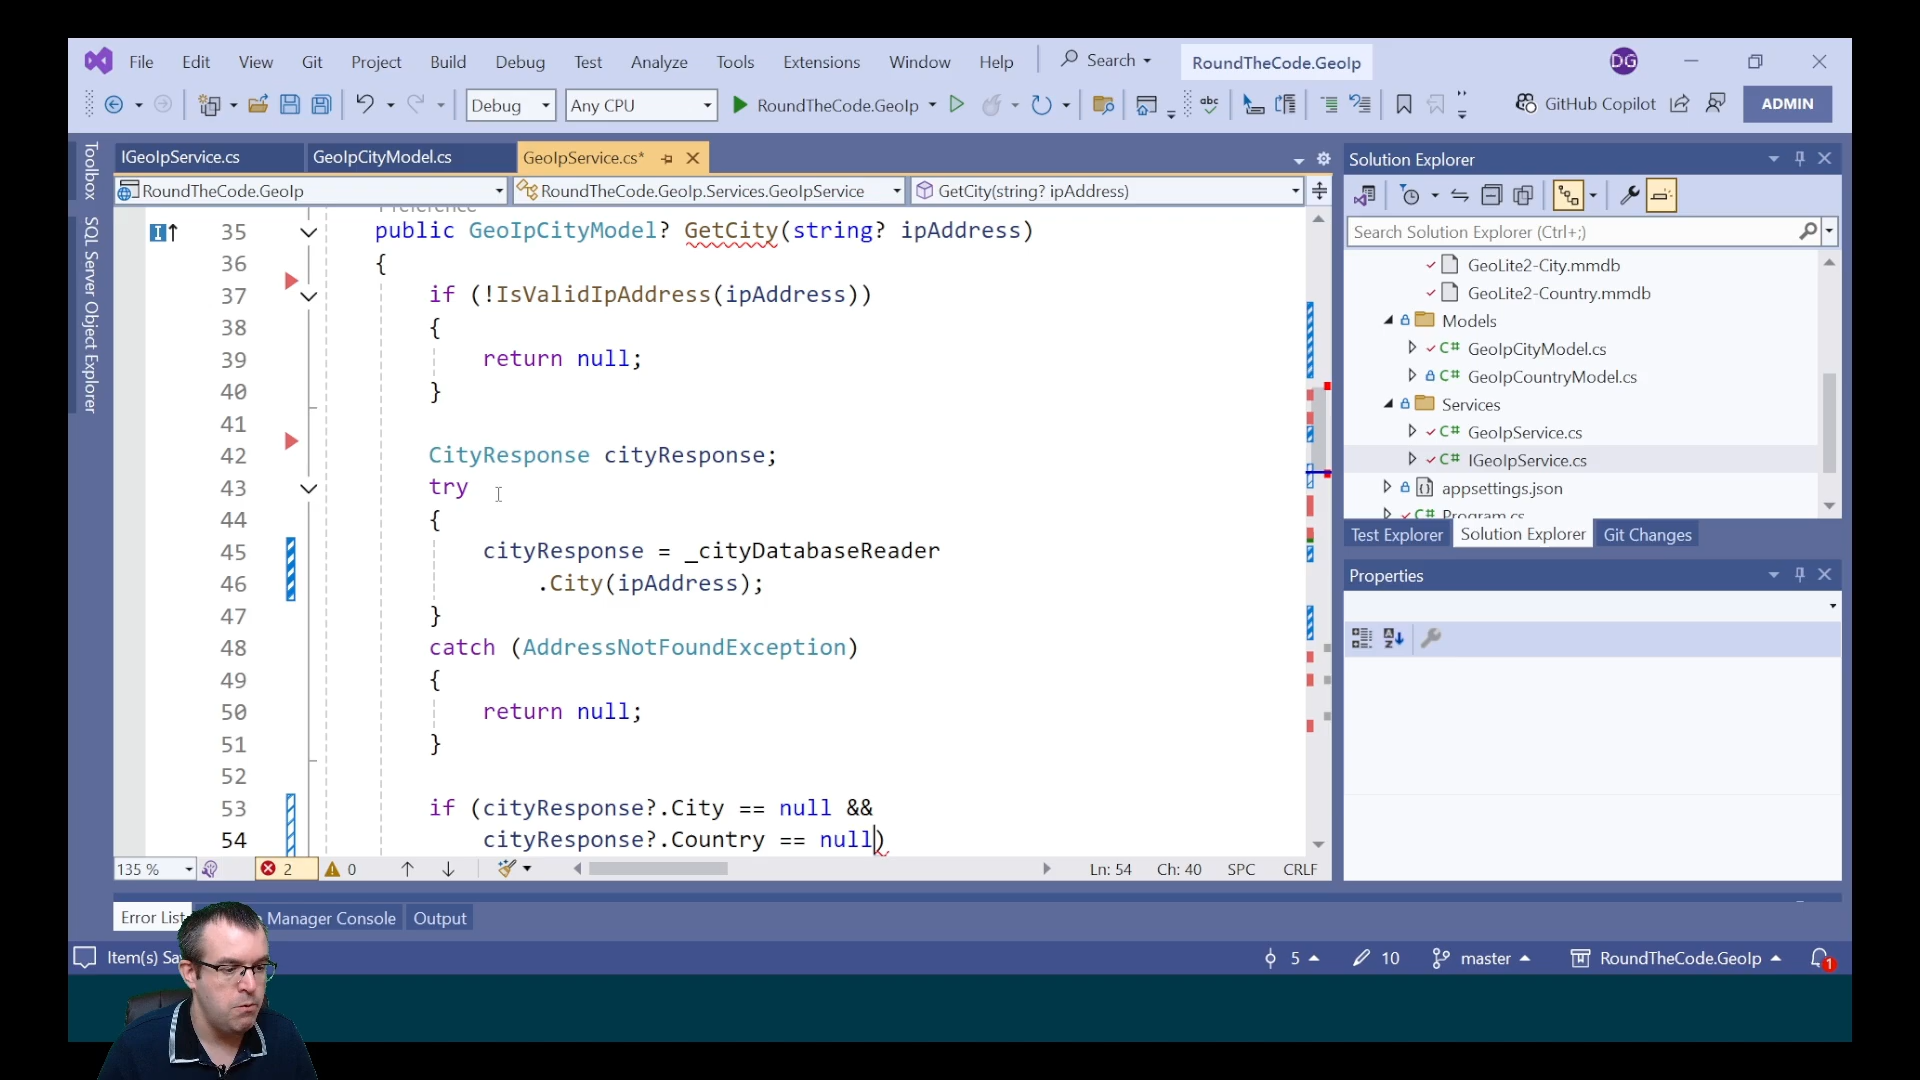 File Edit View Git Project Build Debug Test Analyze Tools Extensions Window Help Search RoundTheCode.GeoIp DG
Debug Any CPU RoundTheCode.GeoIp abc GitHub Copilot ADMIN
IGeoIpService.cs GeoIpCityModel.cs GeoIpService.cs*
RoundTheCode.GeoIp RoundTheCode.GeoIp.Services.GeoIpService GetCity(string? ipAddress)
35 public GeoIpCityModel? GetCity(string? ipAddress)
36 {
37 if (!IsValidIpAddress(ipAddress))
38 {
39 return null;
40 }
41
42 CityResponse cityResponse;
43 try
44 {
45 cityResponse = _cityDatabaseReader
46 .City(ipAddress);
47 }
48 catch (AddressNotFoundException)
49 {
50 return null;
51 }
52
53 if (cityResponse?.City == null &&
54 cityResponse?.Country == null)
135 % 2 0 Ln: 54 Ch: 40 SPC CRLF
Toolbox
SQL Server Object Explorer
Solution Explorer
Search Solution Explorer (Ctrl+;)
GeoLite2-City.mmdb
GeoLite2-Country.mmdb
Models
C# GeoIpCityModel.cs
C# GeoIpCountryModel.cs
Services
C# GeoIpService.cs
C# IGeoIpService.cs
appsettings.json
C# Program.cs
Test Explorer Solution Explorer Git Changes
Properties
Error List Manager Console Output
Item(s) Sa 5 10 master RoundTheCode.GeoIp 1